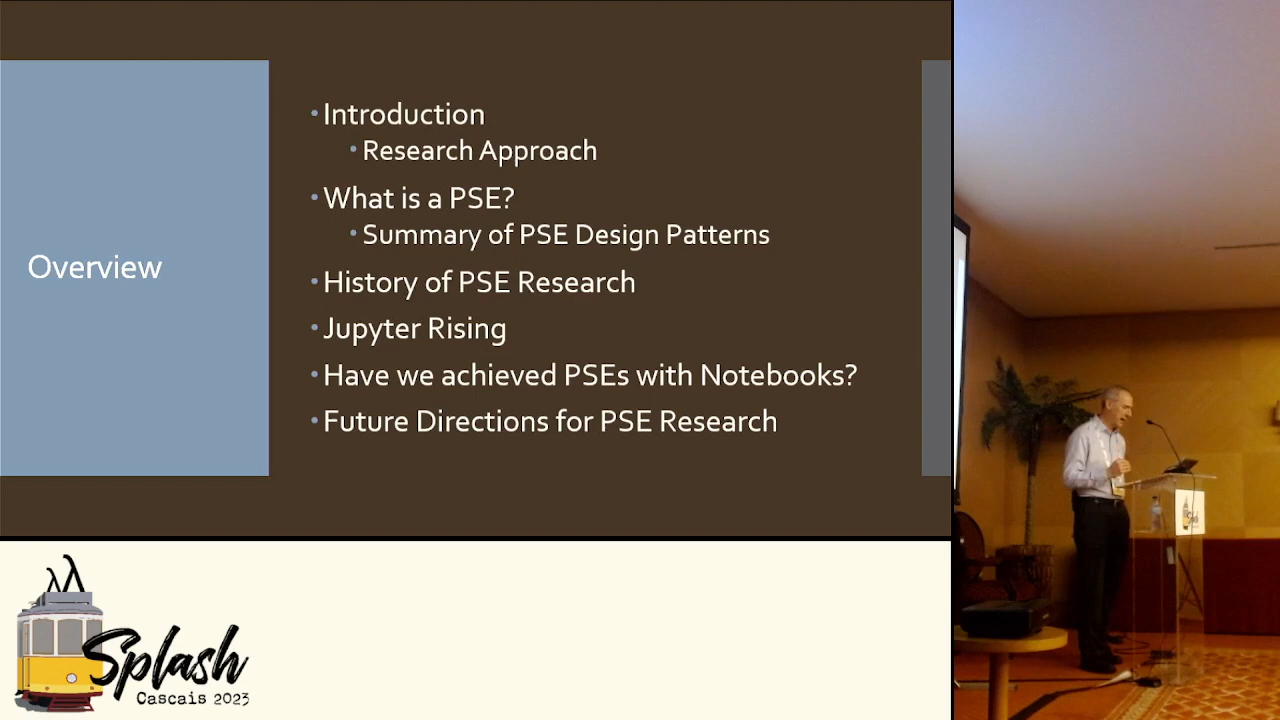 Overview
• Introduction
• Research Approach
• What is a PSE?
• Summary of PSE Design Patterns
• History of PSE Research
• Jupyter Rising
• Have we achieved PSEs with Notebooks?
• Future Directions for PSE Research
Splash
Cascais 2023